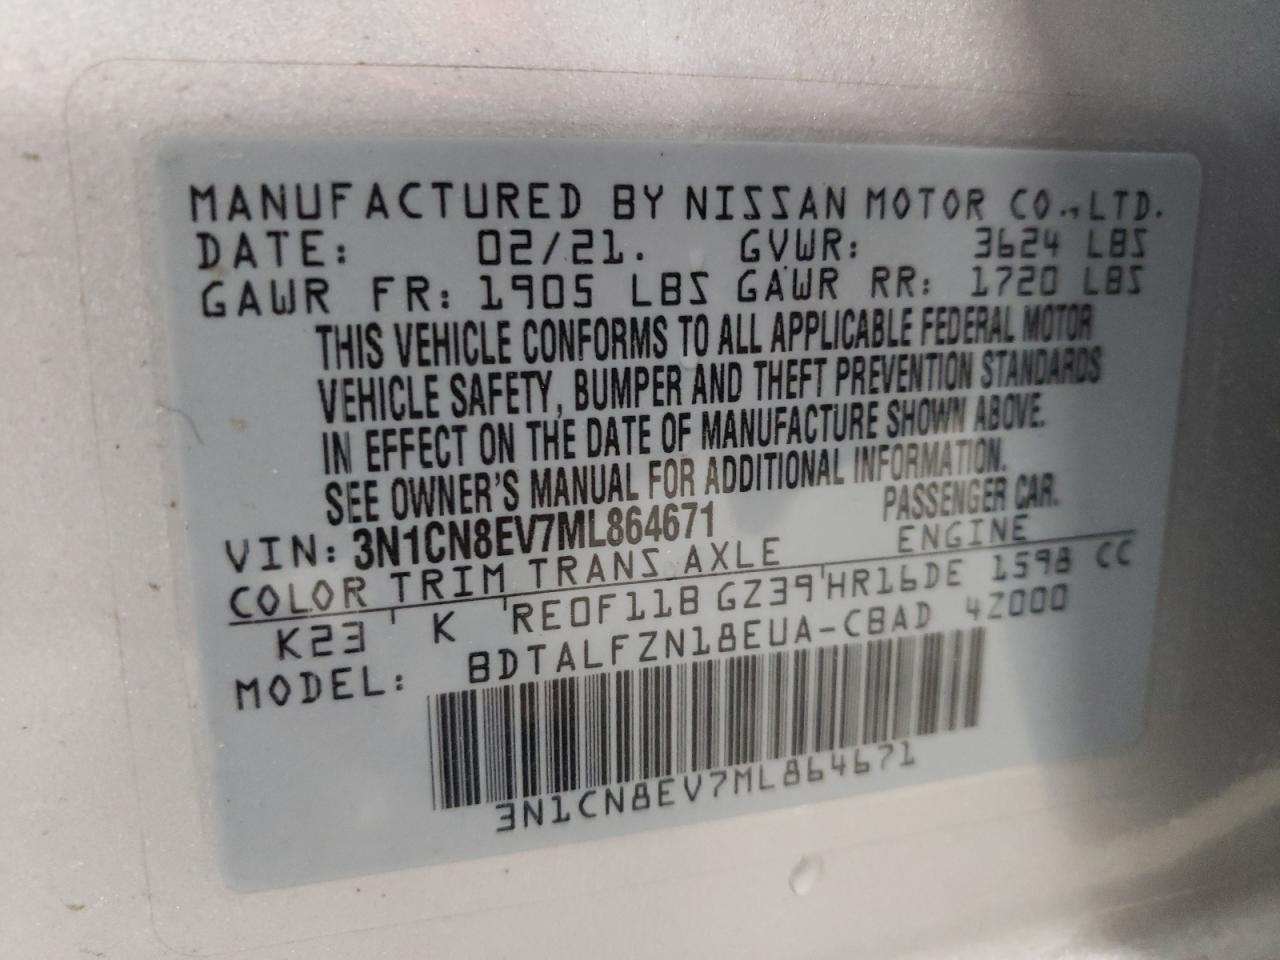 MANUFACTURED BY NISSAN MOTOR CO., LTD.
DATE: 02/21. GVWR: 3624 LBS
GAWR FR: 1905 LBS GAWR RR: 1720 LBS
THIS VEHICLE CONFORMS TO ALL APPLICABLE FEDERAL MOTOR
VEHICLE SAFETY, BUMPER AND THEFT PREVENTION STANDARDS
IN EFFECT ON THE DATE OF MANUFACTURE SHOWN ABOVE.
SEE OWNER'S MANUAL FOR ADDITIONAL INFORMATION.
VIN: 3N1CN8EV7ML864671 PASSENGER CAR.
COLOR TRIM TRANS AXLE ENGINE
K23 K RE0F11B GZ39 HR16DE 1598 CC
MODEL: BDTALFZN18EUA-CBAD 4Z000
3N1CN8EV7ML864671